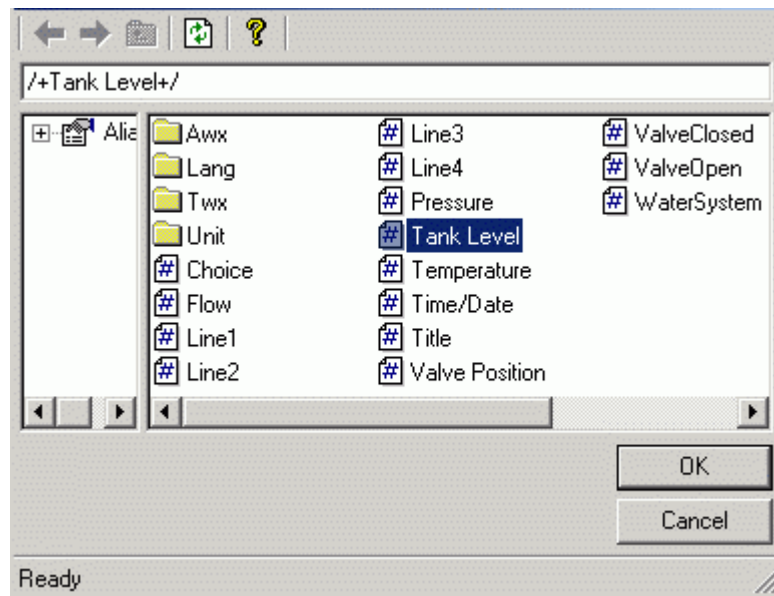 /+Tank Level+/
Alia
Awx
Lang
Twx
Unit
Choice
Flow
Line1
Line2
Line3
Line4
Pressure
Tank Level
Temperature
Time/Date
Title
Valve Position
ValveClosed
ValveOpen
WaterSystem
OK
Cancel
Ready